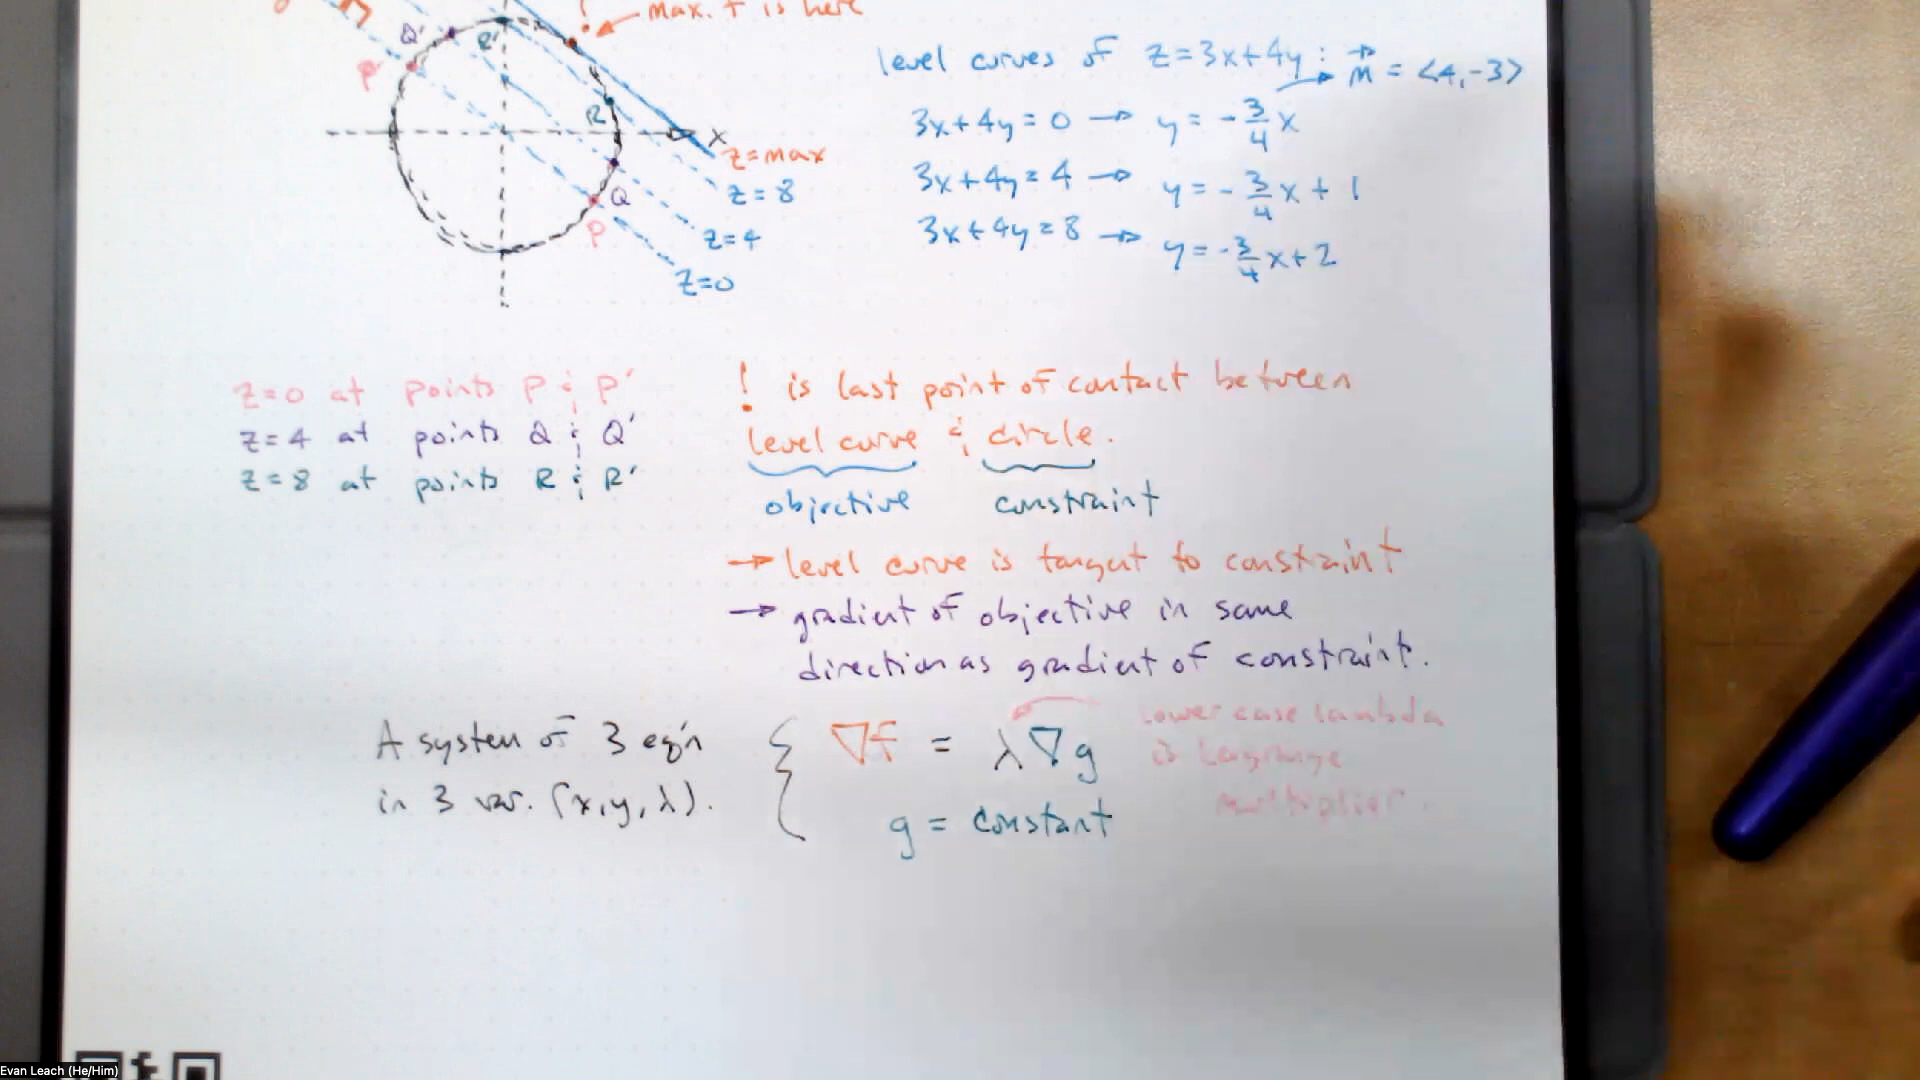 max. f is here
Q'
R'
P'
R
x
z=max
z=8
Q
P
z=4
z=0
level curves of z=3x+4y : m = <4,-3>
3x+4y=0 → y = -3/4 x
3x+4y=4 → y = -3/4 x + 1
3x+4y=8 → y = -3/4 x + 2
z=0 at points P & P'
z=4 at points Q & Q'
z=8 at points R & R'
! is last point of contact between
level curve & circle.
objective constraint
→ level curve is tangent to constraint
→ gradient of objective in same
direction as gradient of constraint.
A system of 3 eq'n
in 3 var. (x,y,λ).
∇f = λ∇g
g = constant
lower case lambda
is Lagrange
multiplier.
Evan Leach (He/Him)